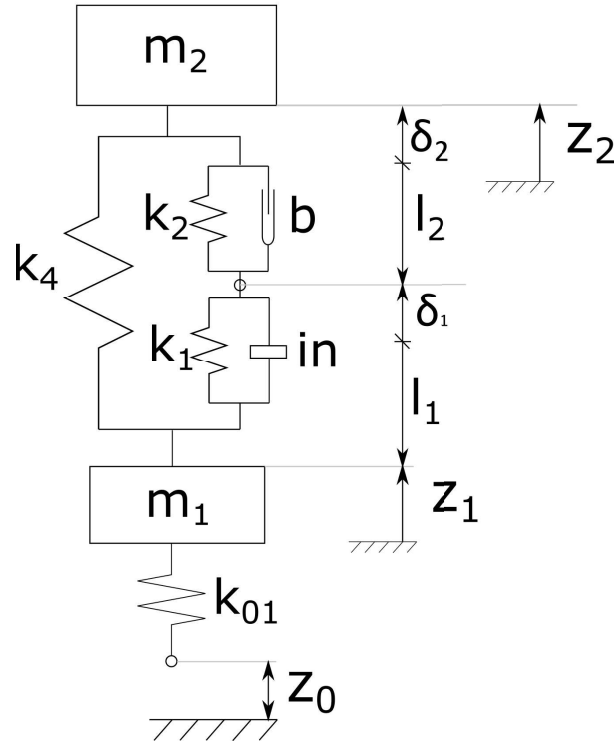 m₂
δ₂
z₂
k₂
b
l₂
k₄
δ₁
k₁
in
l₁
m₁
z₁
k₀₁
z₀